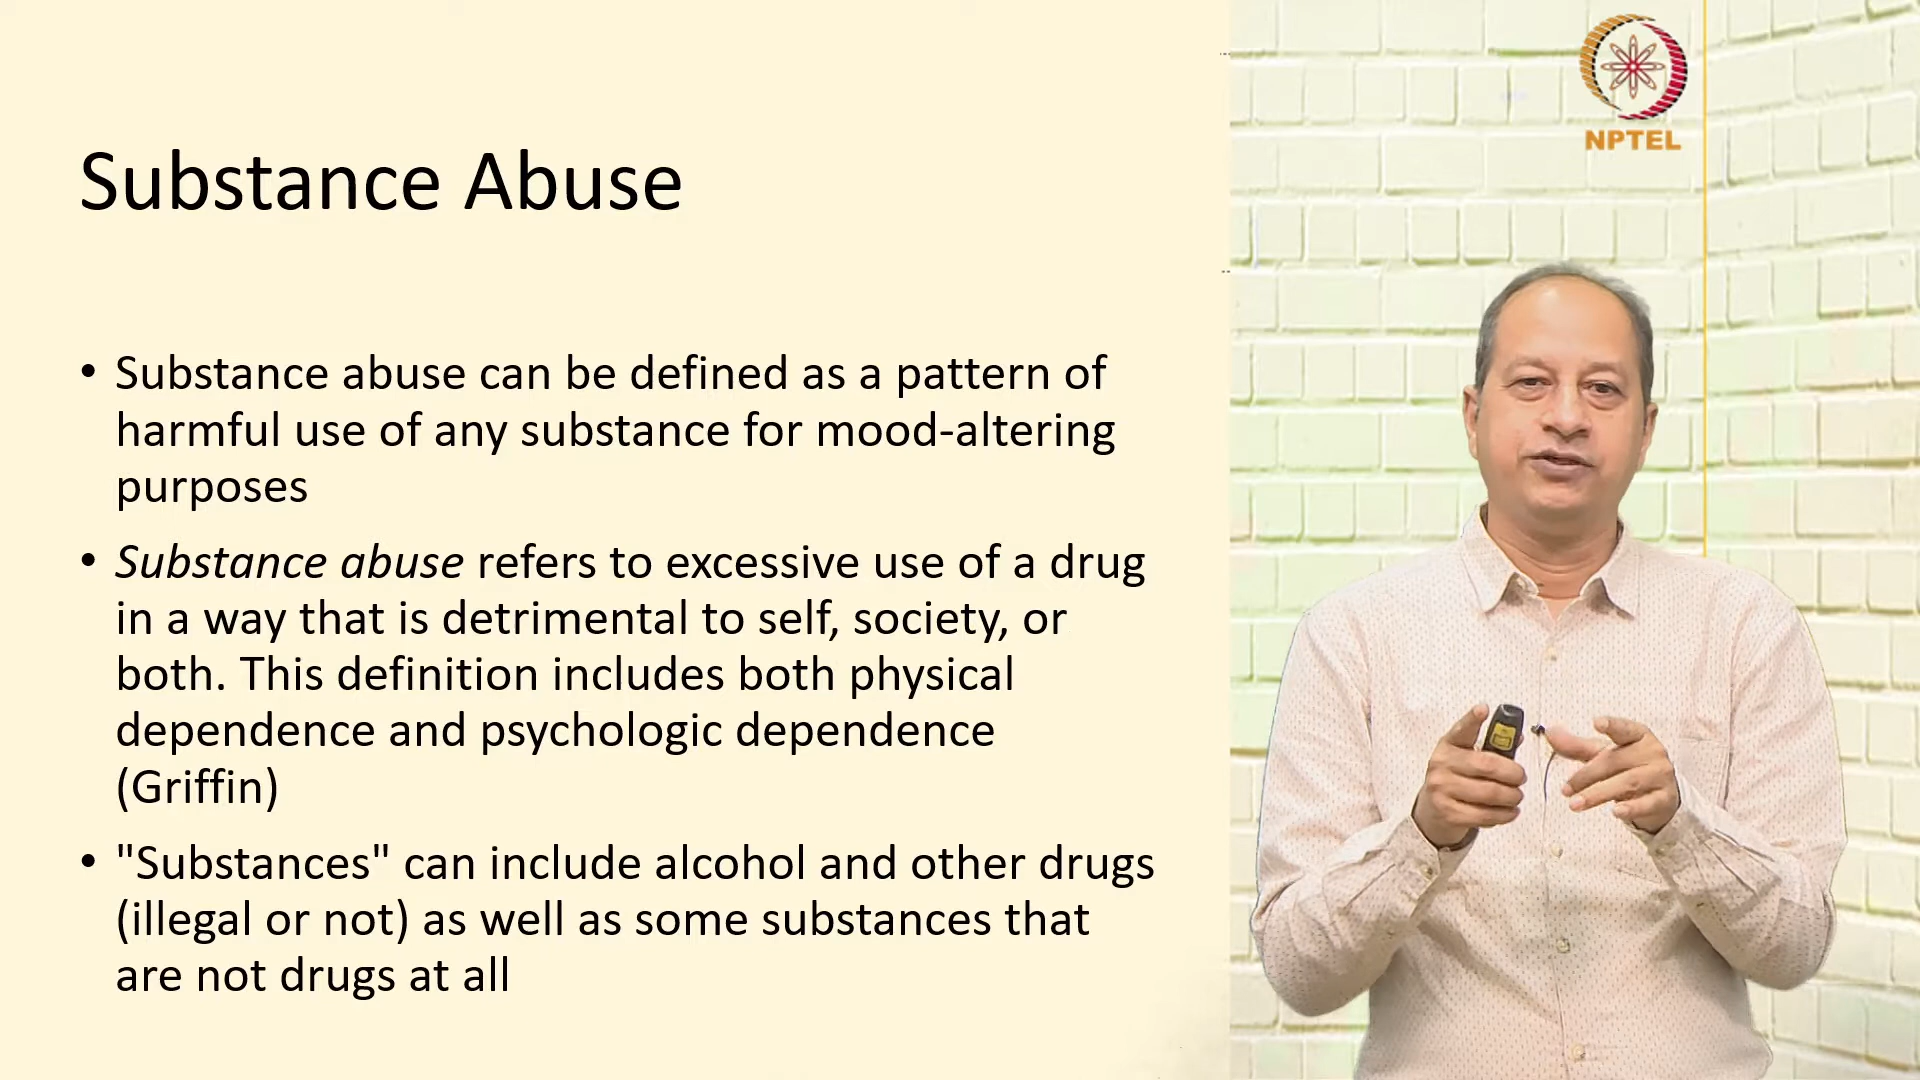 NPTEL
Substance Abuse
• Substance abuse can be defined as a pattern of
harmful use of any substance for mood-altering
purposes
• Substance abuse refers to excessive use of a drug
in a way that is detrimental to self, society, or
both. This definition includes both physical
dependence and psychologic dependence
(Griffin)
• "Substances" can include alcohol and other drugs
(illegal or not) as well as some substances that
are not drugs at all